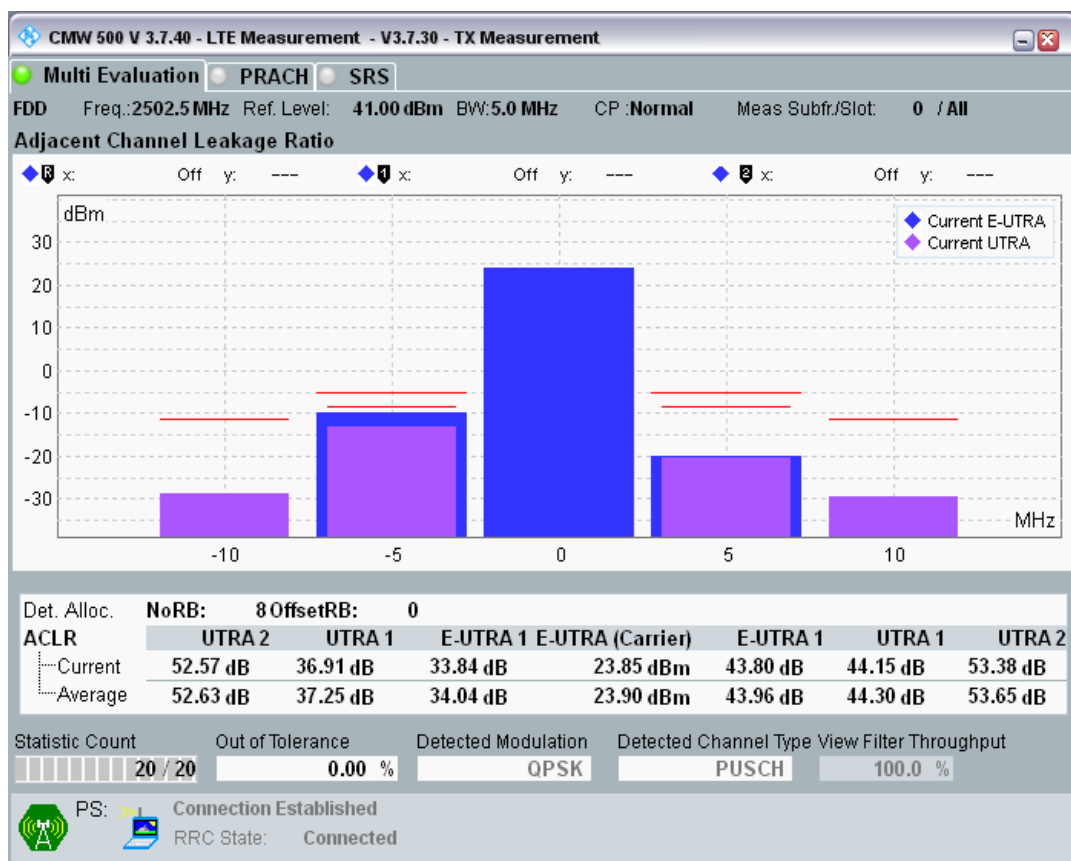 CMW 500 V 3.7.40 - LTE Measurement - V3.7.30 - TX Measurement
Multi Evaluation PRACH SRS
FDD Freq.:2502.5 MHz Ref. Level: 41.00 dBm BW:5.0 MHz CP :Normal Meas Subfr./Slot: 0 / All
Adjacent Channel Leakage Ratio
R x: Off y: --- 1 x: Off y: --- 2 x: Off y: ---
dBm
Current E-UTRA
Current UTRA
30
20
10
0
-10
-20
-30
MHz
-10 -5 0 5 10
Det. Alloc. NoRB: 8 OffsetRB: 0
ACLR UTRA 2 UTRA 1 E-UTRA 1 E-UTRA (Carrier) E-UTRA 1 UTRA 1 UTRA 2
Current 52.57 dB 36.91 dB 33.84 dB 23.85 dBm 43.80 dB 44.15 dB 53.38 dB
Average 52.63 dB 37.25 dB 34.04 dB 23.90 dBm 43.96 dB 44.30 dB 53.65 dB
Statistic Count Out of Tolerance Detected Modulation Detected Channel Type View Filter Throughput
20 / 20 0.00 % QPSK PUSCH 100.0 %
PS: Connection Established
RRC State: Connected